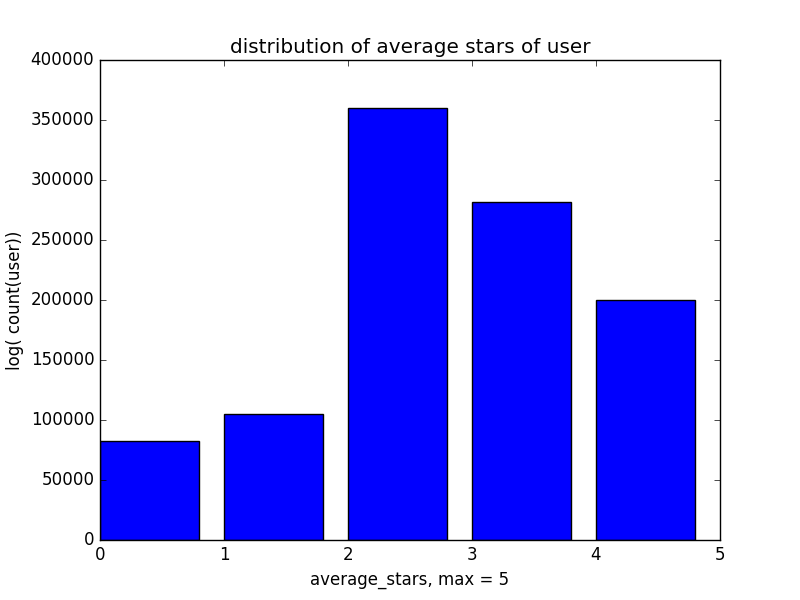 distribution of average stars of user
400000
350000
300000
250000
200000
150000
100000
50000
0
log( count(user))
0 1 2 3 4 5
average_stars, max = 5